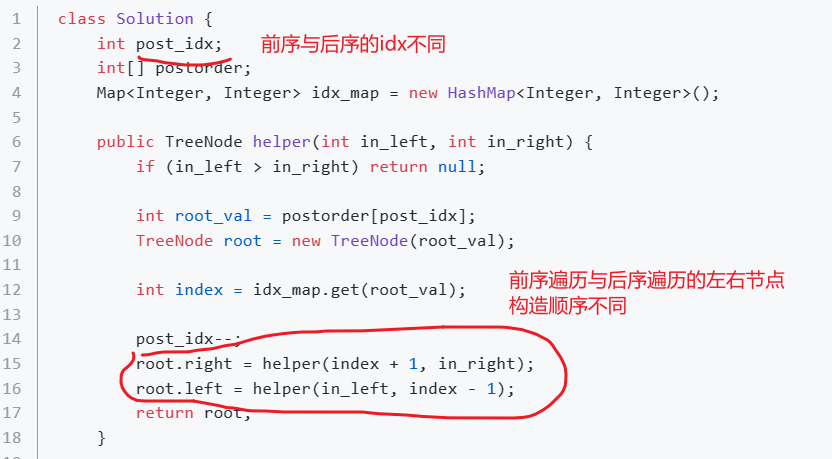 1 class Solution {
2 int post_idx; 前序与后序的idx不同
3 int[] postorder;
4 Map<Integer, Integer> idx_map = new HashMap<Integer, Integer>();
5
6 public TreeNode helper(int in_left, int in_right) {
7 if (in_left > in_right) return null;
8
9 int root_val = postorder[post_idx];
10 TreeNode root = new TreeNode(root_val);
11
前序遍历与后序遍历的左右节点
12 int index = idx_map.get(root_val);
构造顺序不同
13
14 post_idx--;
15 root.right = helper(index + 1, in_right);
16 root.left = helper(in_left, index - 1);
17 return root;
18 }